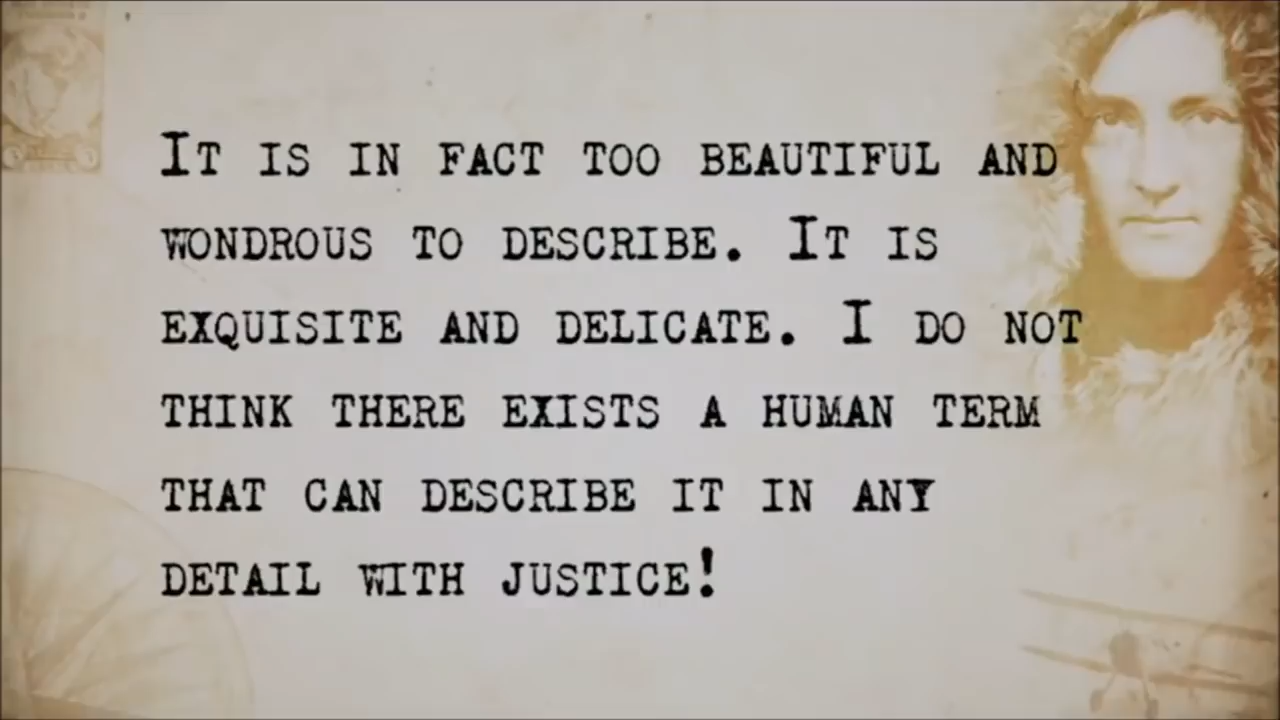 It is in fact too beautiful and
wondrous to describe. It is
exquisite and delicate. I do not
think there exists a human term
that can describe it in any
detail with justice!